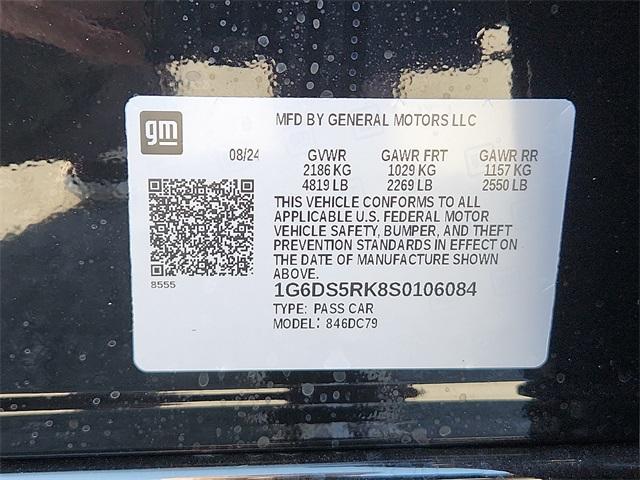 gm
MFD BY GENERAL MOTORS LLC
08/24 GVWR GAWR FRT GAWR RR
2186 KG 1029 KG 1157 KG
4819 LB 2269 LB 2550 LB
THIS VEHICLE CONFORMS TO ALL
APPLICABLE U.S. FEDERAL MOTOR
VEHICLE SAFETY, BUMPER, AND THEFT
PREVENTION STANDARDS IN EFFECT ON
THE DATE OF MANUFACTURE SHOWN
ABOVE.
8555
1G6DS5RK8S0106084
TYPE: PASS CAR
MODEL: 846DC79